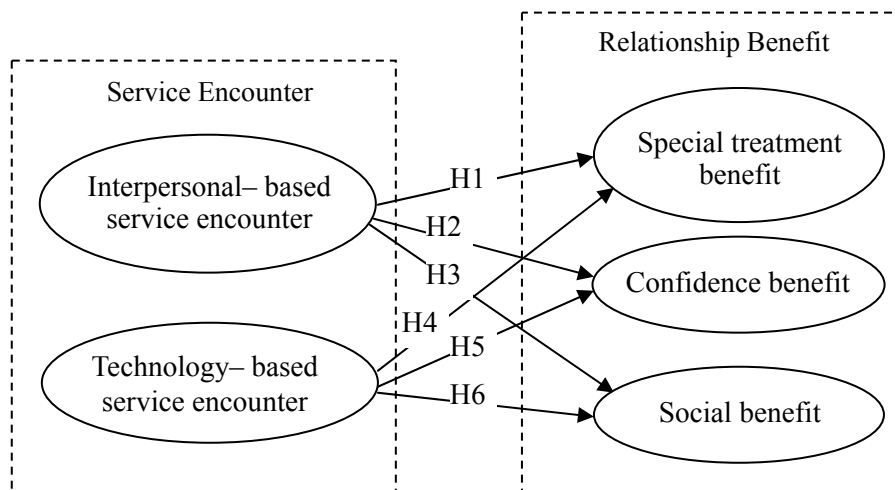 Relationship Benefit
Service Encounter
Special treatment
benefit
Interpersonal– based
service encounter
H1
H2
H3
Confidence benefit
H4
H5
Technology– based
service encounter
H6
Social benefit